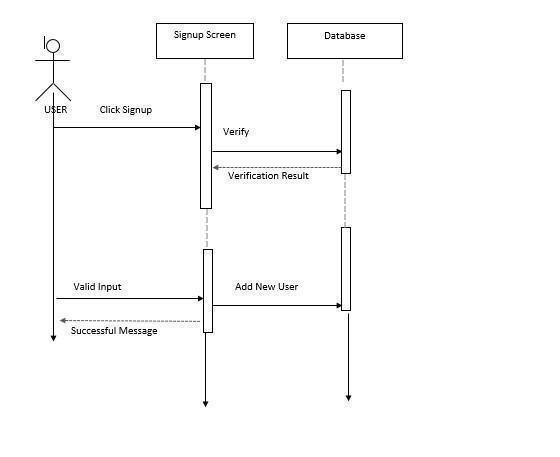 Signup Screen
Database
USER
Click Signup
Verify
Verification Result
Valid Input
Add New User
Successful Message